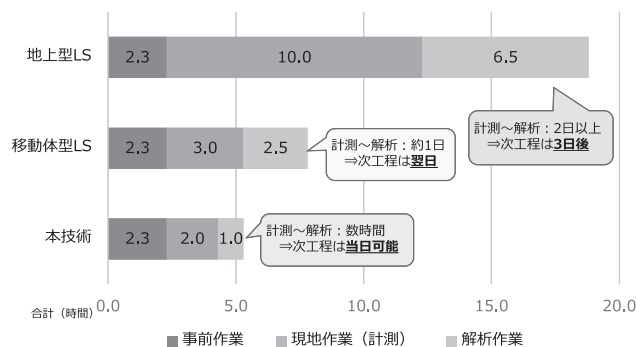 地上型LS
2.3
10.0
6.5
計測～解析：2日以上
⇒次工程は3日後
移動体型LS
2.3
3.0
2.5
計測～解析：約1日
⇒次工程は翌日
本技術
2.3
2.0
1.0
計測～解析：数時間
⇒次工程は当日可能
合計（時間）
0.0
5.0
10.0
15.0
20.0
事前作業
現地作業（計測）
解析作業